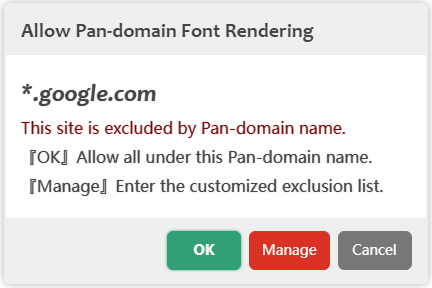 Allow Pan-domain Font Rendering
*.google.com
This site is excluded by Pan-domain name.
『OK』Allow all under this Pan-domain name.
『Manage』Enter the customized exclusion list.
OK Manage Cancel